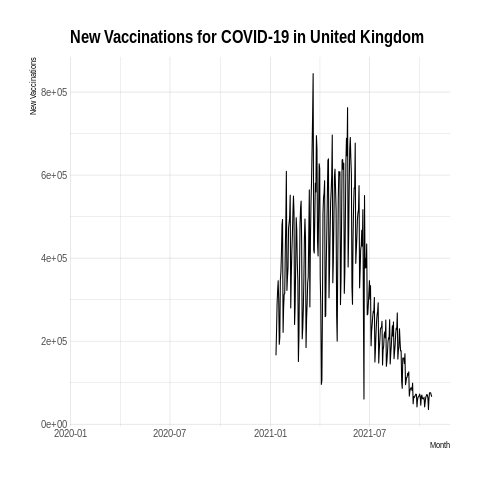 New Vaccinations for COVID-19 in United Kingdom
New Vaccinations
8e+05
6e+05
4e+05
2e+05
0e+00
2020-01
2020-07
2021-01
2021-07
Month